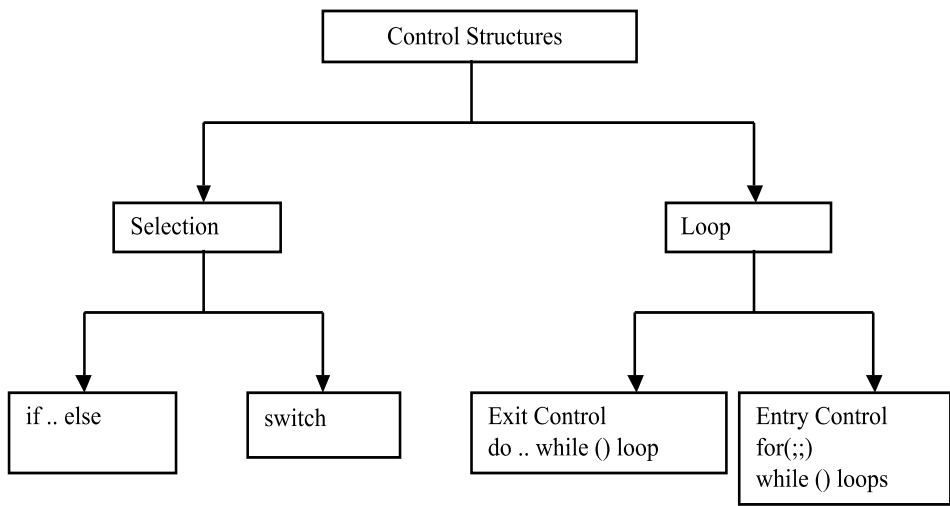 Control Structures
Selection
Loop
if .. else
switch
Exit Control
do .. while () loop
Entry Control
for(;;)
while () loops